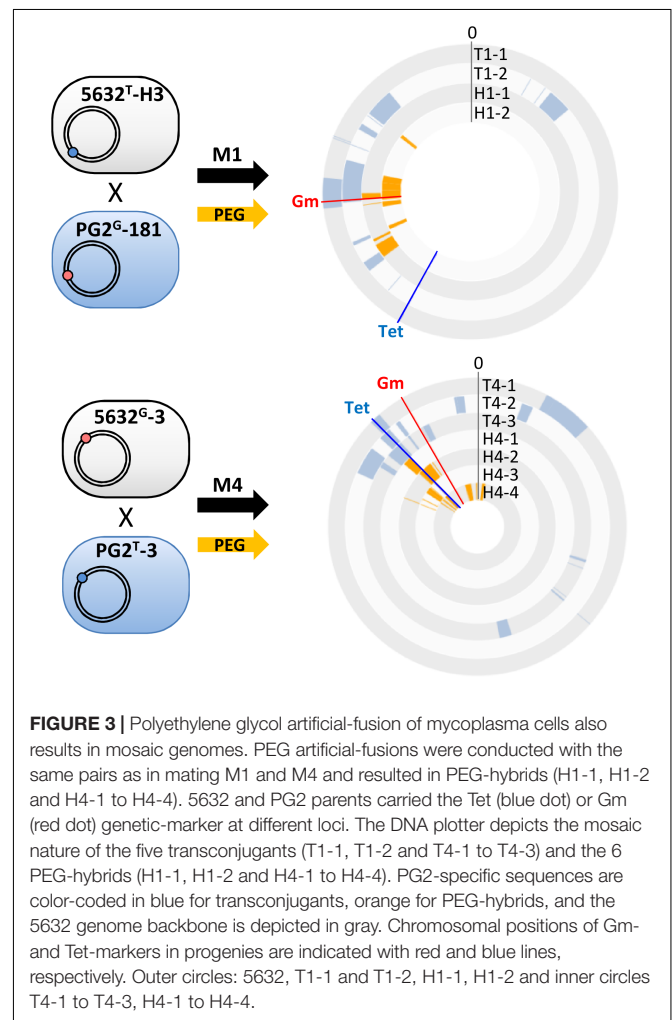 5632ᵀ-H3
X
PG2ᴳ-181
M1
PEG
0
T1-1
T1-2
H1-1
H1-2
Gm
Tet
5632ᴳ-3
X
PG2ᵀ-3
M4
PEG
0
T4-1
T4-2
T4-3
H4-1
H4-2
H4-3
H4-4
Gm
Tet
FIGURE 3 | Polyethylene glycol artificial-fusion of mycoplasma cells also
results in mosaic genomes. PEG artificial-fusions were conducted with the
same pairs as in mating M1 and M4 and resulted in PEG-hybrids (H1-1, H1-2
and H4-1 to H4-4). 5632 and PG2 parents carried the Tet (blue dot) or Gm
(red dot) genetic-marker at different loci. The DNA plotter depicts the mosaic
nature of the five transconjugants (T1-1, T1-2 and T4-1 to T4-3) and the 6
PEG-hybrids (H1-1, H1-2 and H4-1 to H4-4). PG2-specific sequences are
color-coded in blue for transconjugants, orange for PEG-hybrids, and the
5632 genome backbone is depicted in gray. Chromosomal positions of Gm-
and Tet-markers in progenies are indicated with red and blue lines,
respectively. Outer circles: 5632, T1-1 and T1-2, H1-1, H1-2 and inner circles
T4-1 to T4-3, H4-1 to H4-4.